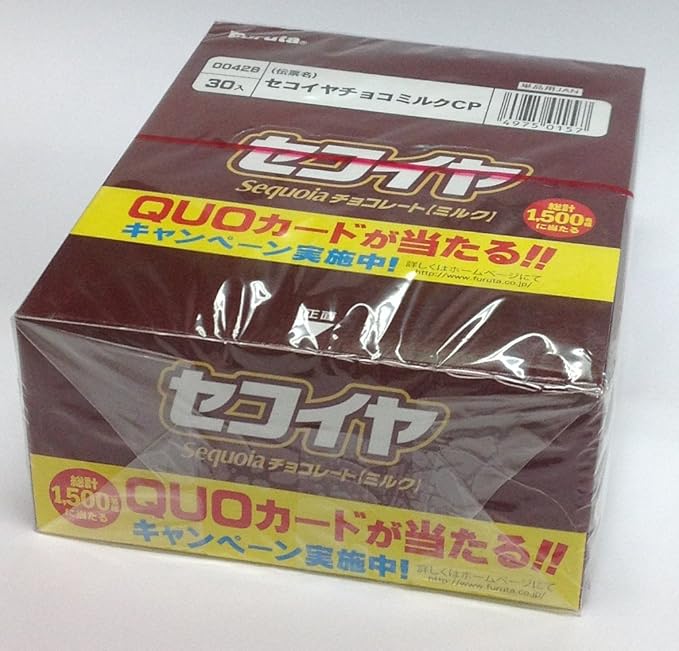 Furuta®
0042B
(伝票名)
30入
セコイヤチョコミルクCP
単品用JAN
4975 0157
セコイヤ
Sequoia チョコレート[ミルク]
QUOカードが当たる!!
キャンペーン実施中!
詳しくはホームページにて
http://www.furuta.co.jp/
総計
1,500名様
に当たる
正面
セコイヤ
Sequoia チョコレート[ミルク]
総計
1,500名様
に当たる
QUOカードが当たる!!
キャンペーン実施中!
詳しくはホームページにて
http://www.furuta.co.jp/